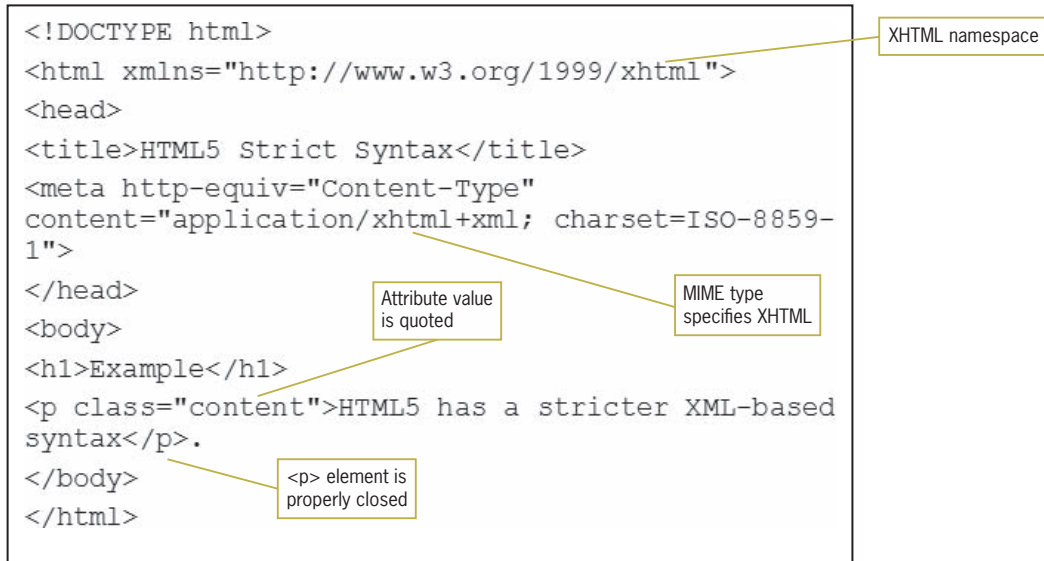 <!DOCTYPE html>
XHTML namespace
<html xmlns="http://www.w3.org/1999/xhtml">
<head>
<title>HTML5 Strict Syntax</title>
<meta http-equiv="Content-Type"
content="application/xhtml+xml; charset=ISO-8859-
1">
</head>
Attribute value
is quoted
MIME type
specifies XHTML
<body>
<h1>Example</h1>
<p class="content">HTML5 has a stricter XML-based
syntax</p>.
<p> element is
properly closed
</body>
</html>